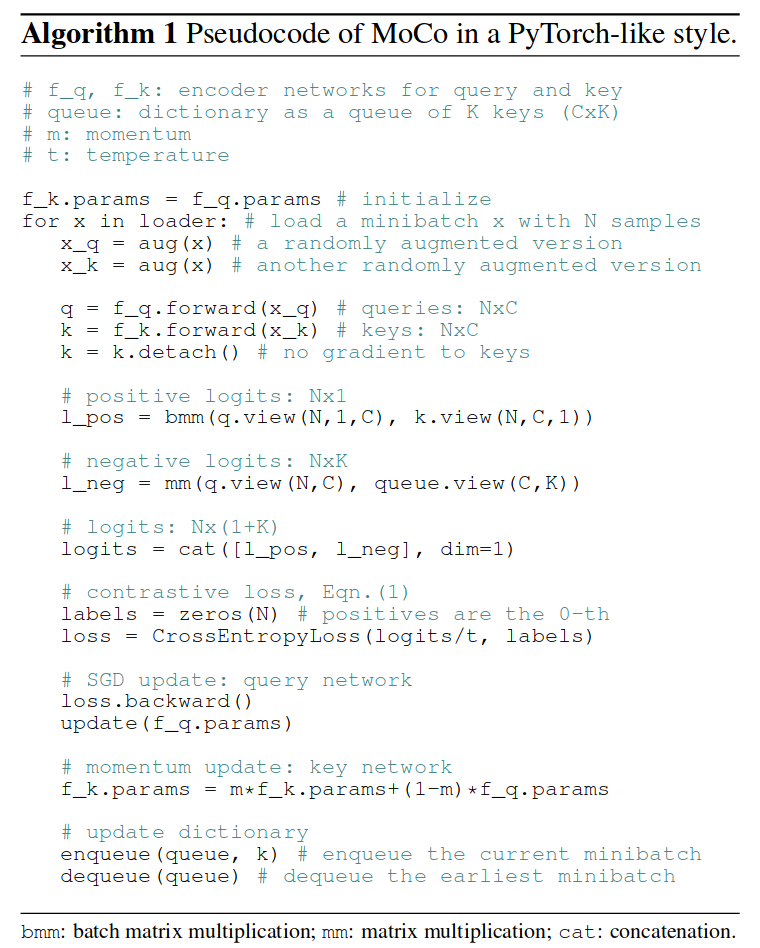 Algorithm 1 Pseudocode of MoCo in a PyTorch-like style.
# f_q, f_k: encoder networks for query and key
# queue: dictionary as a queue of K keys (CxK)
# m: momentum
# t: temperature
f_k.params = f_q.params # initialize
for x in loader: # load a minibatch x with N samples
x_q = aug(x) # a randomly augmented version
x_k = aug(x) # another randomly augmented version
q = f_q.forward(x_q) # queries: NxC
k = f_k.forward(x_k) # keys: NxC
k = k.detach() # no gradient to keys
# positive logits: Nx1
l_pos = bmm(q.view(N,1,C), k.view(N,C,1))
# negative logits: NxK
l_neg = mm(q.view(N,C), queue.view(C,K))
# logits: Nx(1+K)
logits = cat([l_pos, l_neg], dim=1)
# contrastive loss, Eqn.(1)
labels = zeros(N) # positives are the 0-th
loss = CrossEntropyLoss(logits/t, labels)
# SGD update: query network
loss.backward()
update(f_q.params)
# momentum update: key network
f_k.params = m*f_k.params+(1-m)*f_q.params
# update dictionary
enqueue(queue, k) # enqueue the current minibatch
dequeue(queue) # dequeue the earliest minibatch
bmm: batch matrix multiplication; mm: matrix multiplication; cat: concatenation.